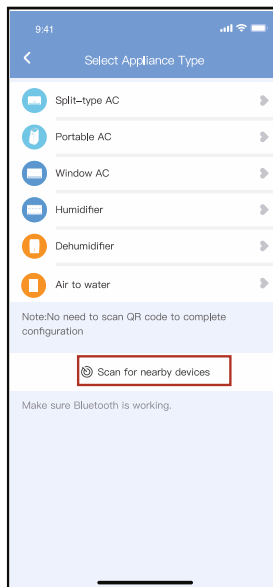 9:41
Select Appliance Type
Split-type AC
Portable AC
Window AC
Humidifier
Dehumidifier
Air to water
Note:No need to scan QR code to complete
configuration
Scan for nearby devices
Make sure Bluetooth is working.